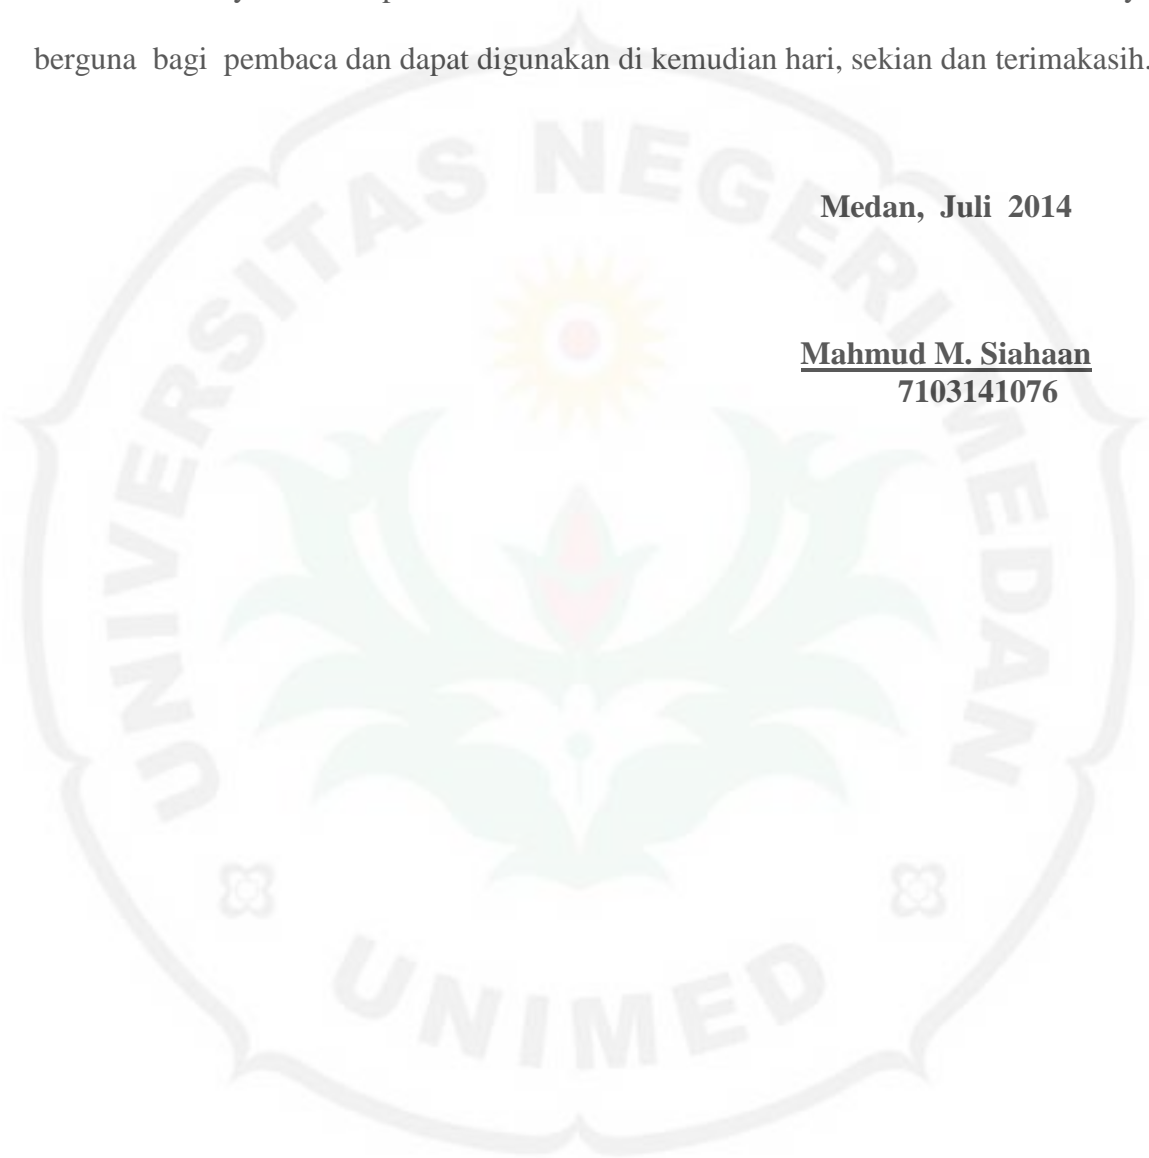 berguna bagi pembaca dan dapat digunakan di kemudian hari, sekian dan terimakasih.
Medan, Juli 2014
Mahmud M. Siahaan
7103141076
UNIVERSITAS NEGERI MEDAN
UNIMED